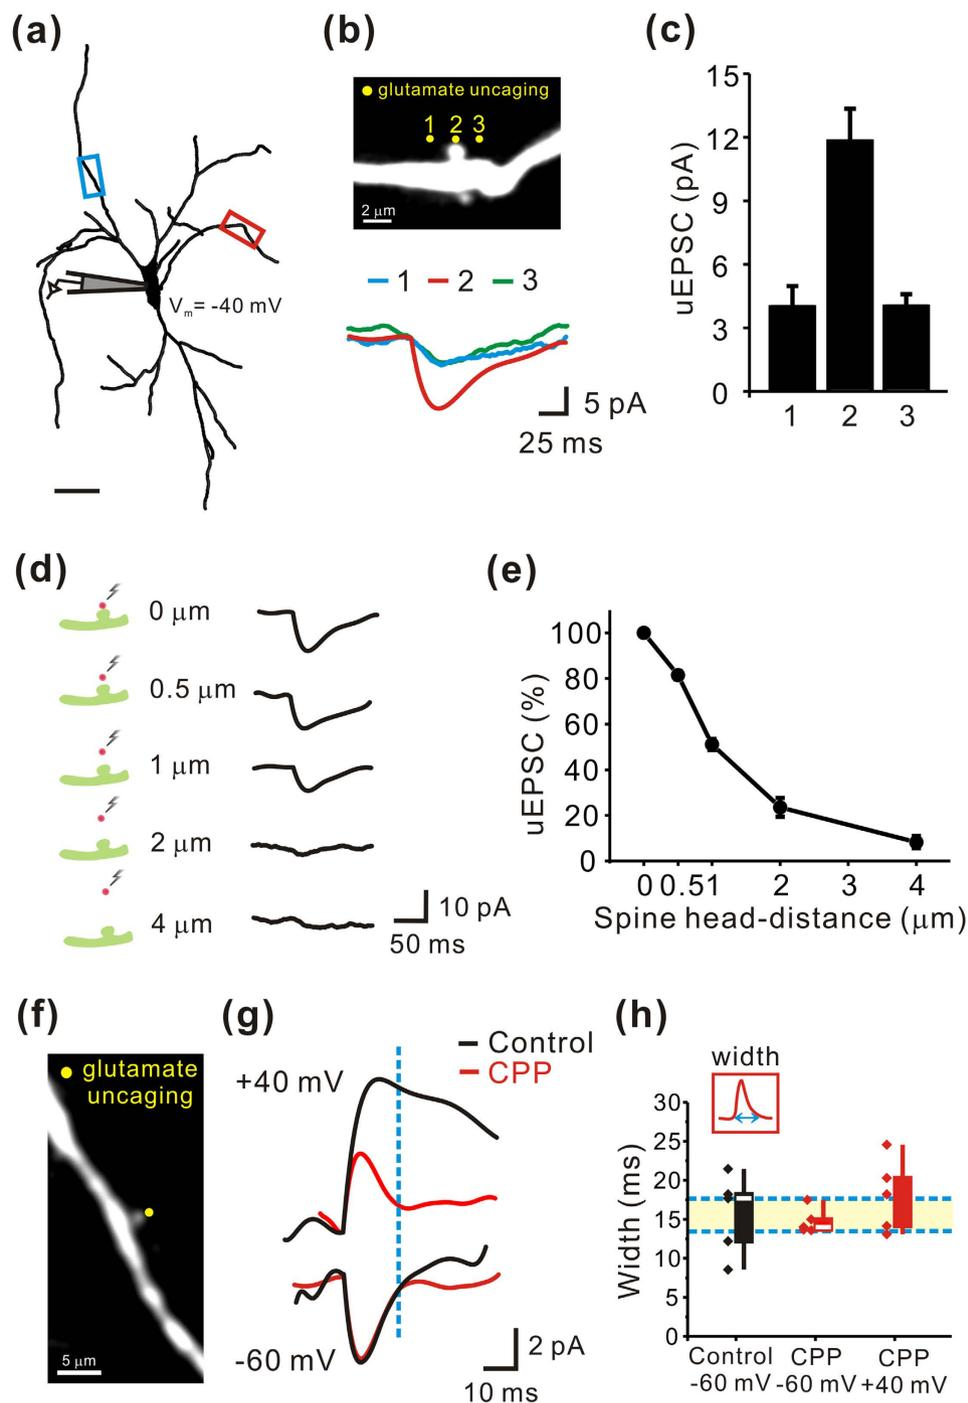 (a)
Vm= -40 mV
(b)
glutamate uncaging
1 2 3
2 μm
1 2 3
5 pA
25 ms
(c)
uEPSC (pA)
15
12
9
6
3
0
1 2 3
(d)
0 μm
0.5 μm
1 μm
2 μm
4 μm
10 pA
50 ms
(e)
uEPSC (%)
100
80
60
40
20
0
0 0.5 1 2 3 4
Spine head-distance (μm)
(f)
glutamate
uncaging
5 μm
(g)
Control
CPP
+40 mV
-60 mV
2 pA
10 ms
(h)
width
Width (ms)
30
25
20
15
10
5
0
Control CPP CPP
-60 mV -60 mV +40 mV